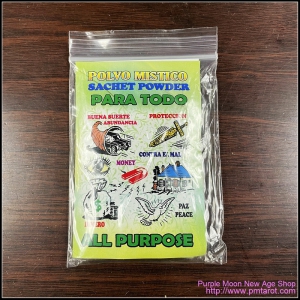 POLVO MISTICO
SACHET POWDER
PARA TODO
BUENA SUERTE
ABUNDANCIA
CONTRA EL MAL
MONEY
PAZ
PEACE
ALL PURPOSE
Purple Moon New Age Shop
http://www.pmtarot.com